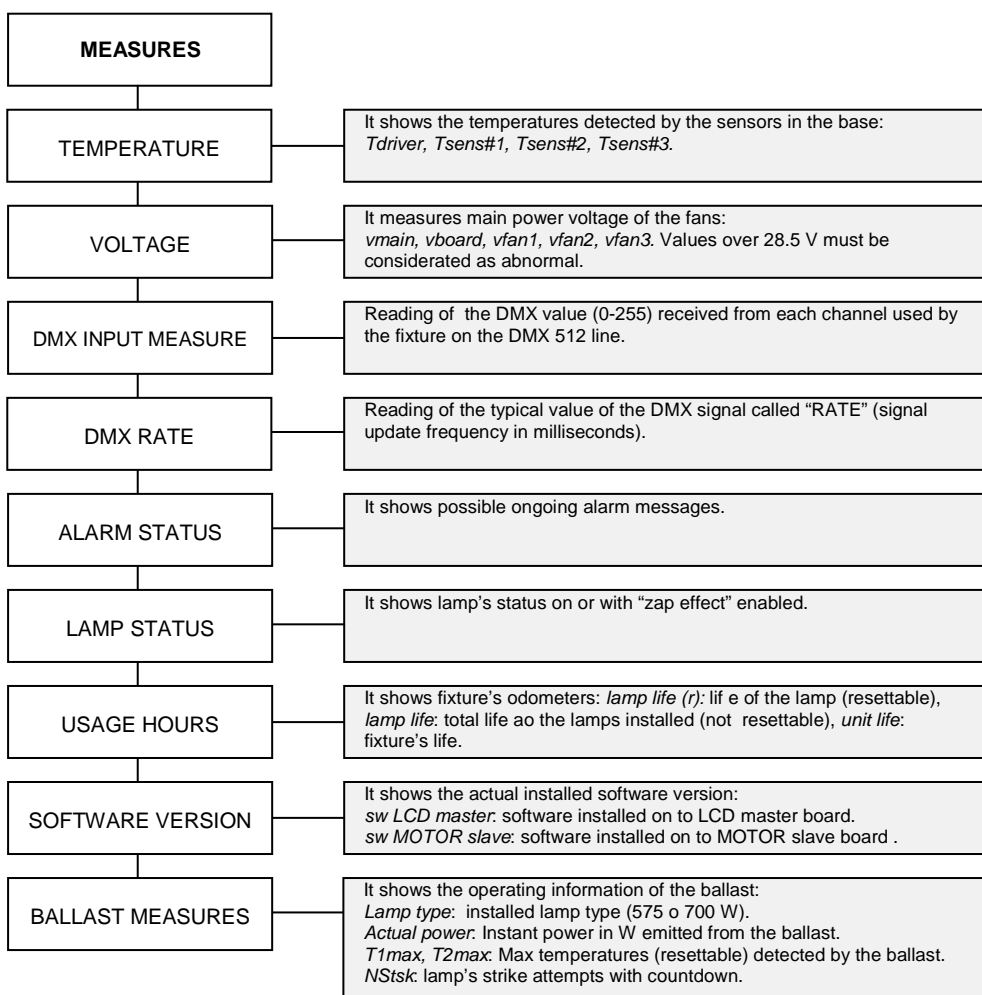 MEASURES
TEMPERATURE
It shows the temperatures detected by the sensors in the base:
Tdriver, Tsens#1, Tsens#2, Tsens#3.
VOLTAGE
It measures main power voltage of the fans:
vmain, vboard, vfan1, vfan2, vfan3. Values over 28.5 V must be
considerated as abnormal.
DMX INPUT MEASURE
Reading of  the DMX value (0-255) received from each channel used by
the fixture on the DMX 512 line.
DMX RATE
Reading of the typical value of the DMX signal called “RATE” (signal
update frequency in milliseconds).
ALARM STATUS
It shows possible ongoing alarm messages.
LAMP STATUS
It shows lamp’s status on or with “zap effect” enabled.
USAGE HOURS
It shows fixture’s odometers: lamp life (r): lif e of the lamp (resettable),
lamp life: total life ao the lamps installed (not  resettable), unit life:
fixture’s life.
SOFTWARE VERSION
It shows the actual installed software version:
sw LCD master: software installed on to LCD master board.
sw MOTOR slave: software installed on to MOTOR slave board .
BALLAST MEASURES
It shows the operating information of the ballast:
Lamp type:  installed lamp type (575 o 700 W).
Actual power: Instant power in W emitted from the ballast.
T1max, T2max: Max temperatures (resettable) detected by the ballast.
NStsk: lamp’s strike attempts with countdown.